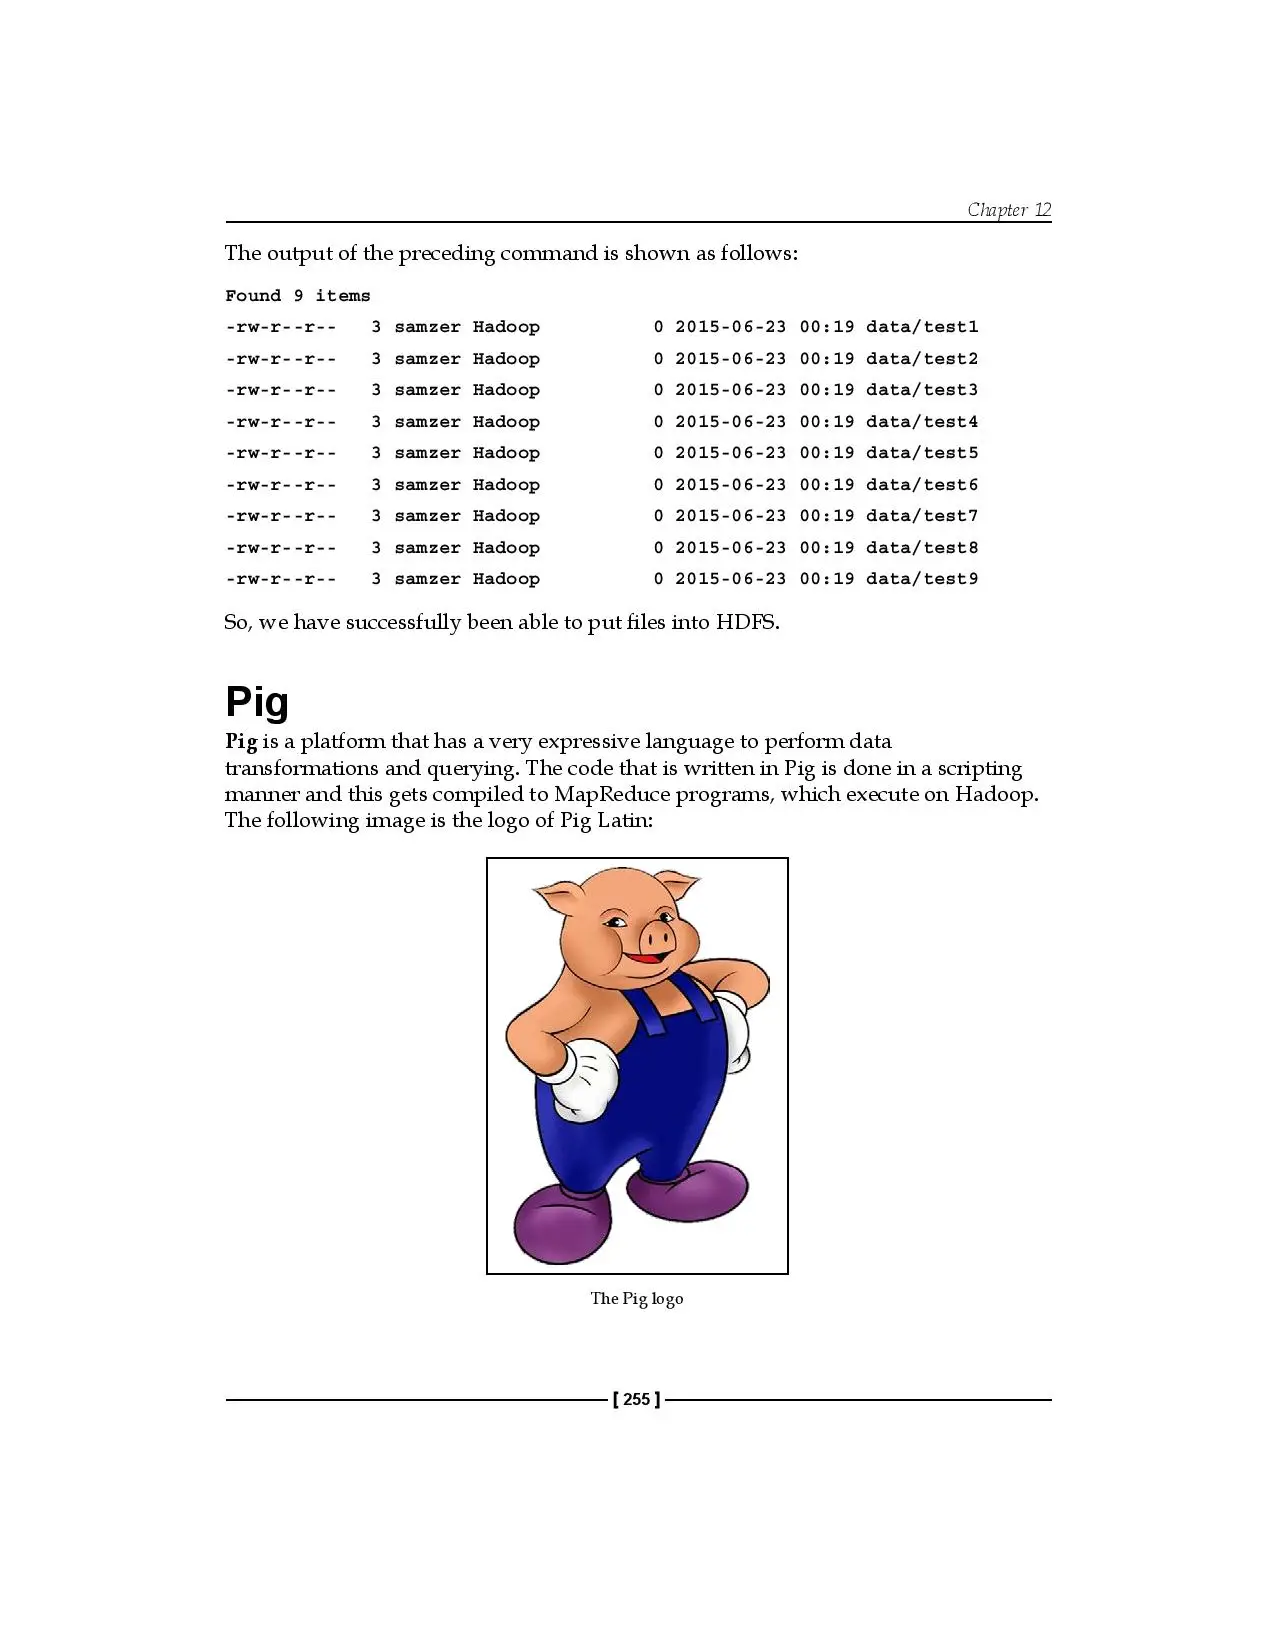 Chapter 12
The output of the preceding command is shown as follows:
Found 9 items
-rw-r--r--   3 samzer Hadoop          0 2015-06-23 00:19 data/test1
-rw-r--r--   3 samzer Hadoop          0 2015-06-23 00:19 data/test2
-rw-r--r--   3 samzer Hadoop          0 2015-06-23 00:19 data/test3
-rw-r--r--   3 samzer Hadoop          0 2015-06-23 00:19 data/test4
-rw-r--r--   3 samzer Hadoop          0 2015-06-23 00:19 data/test5
-rw-r--r--   3 samzer Hadoop          0 2015-06-23 00:19 data/test6
-rw-r--r--   3 samzer Hadoop          0 2015-06-23 00:19 data/test7
-rw-r--r--   3 samzer Hadoop          0 2015-06-23 00:19 data/test8
-rw-r--r--   3 samzer Hadoop          0 2015-06-23 00:19 data/test9
So, we have successfully been able to put files into HDFS.
Pig
Pig is a platform that has a very expressive language to perform data
transformations and querying. The code that is written in Pig is done in a scripting
manner and this gets compiled to MapReduce programs, which execute on Hadoop.
The following image is the logo of Pig Latin:
The Pig logo
[ 255 ]